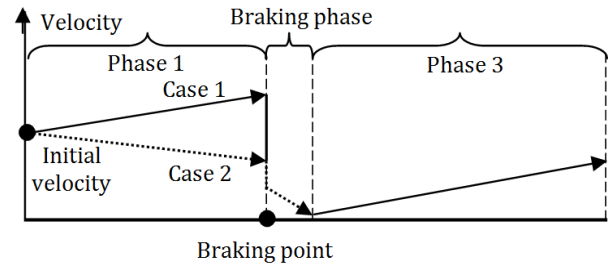 Velocity
Braking phase
Phase 1
Phase 3
Case 1
Initial
velocity
Case 2
Braking point